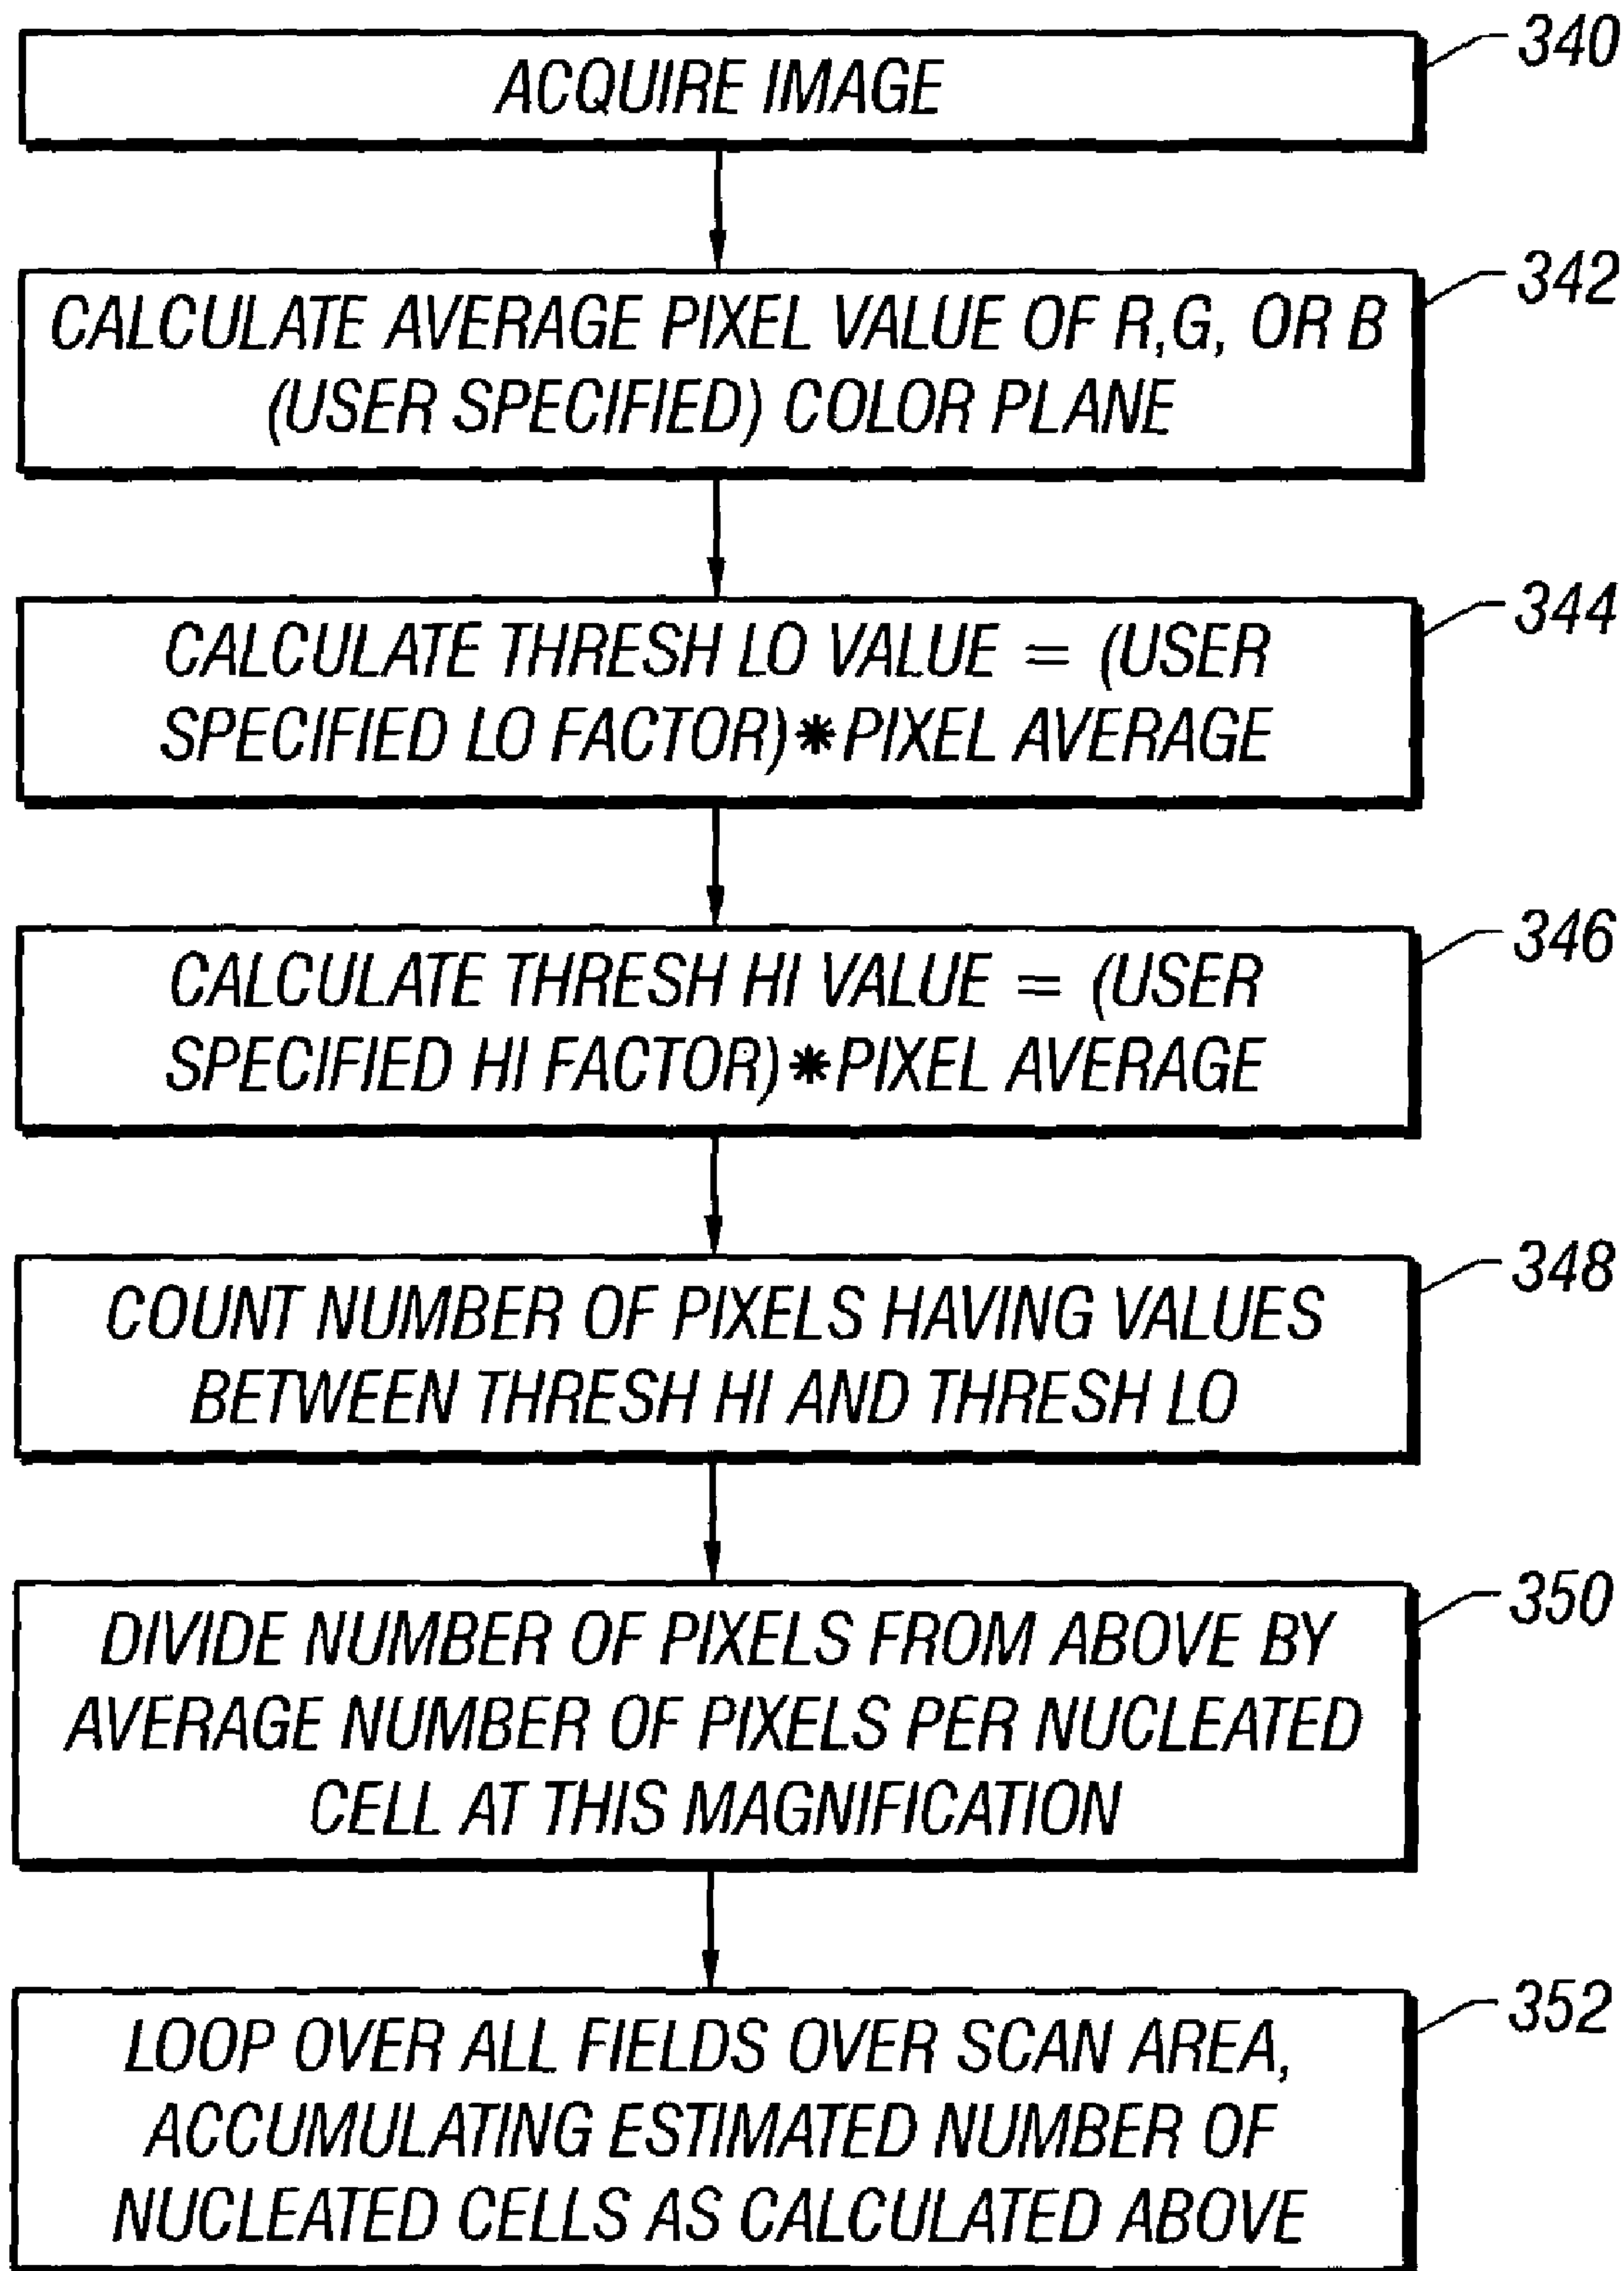 340
ACQUIRE IMAGE
342
CALCULATE AVERAGE PIXEL VALUE OF R,G, OR B
(USER SPECIFIED) COLOR PLANE
344
CALCULATE THRESH LO VALUE = (USER
SPECIFIED LO FACTOR)*PIXEL AVERAGE
346
CALCULATE THRESH HI VALUE = (USER
SPECIFIED HI FACTOR)*PIXEL AVERAGE
348
COUNT NUMBER OF PIXELS HAVING VALUES
BETWEEN THRESH HI AND THRESH LO
350
DIVIDE NUMBER OF PIXELS FROM ABOVE BY
AVERAGE NUMBER OF PIXELS PER NUCLEATED
CELL AT THIS MAGNIFICATION
352
LOOP OVER ALL FIELDS OVER SCAN AREA,
ACCUMULATING ESTIMATED NUMBER OF
NUCLEATED CELLS AS CALCULATED ABOVE